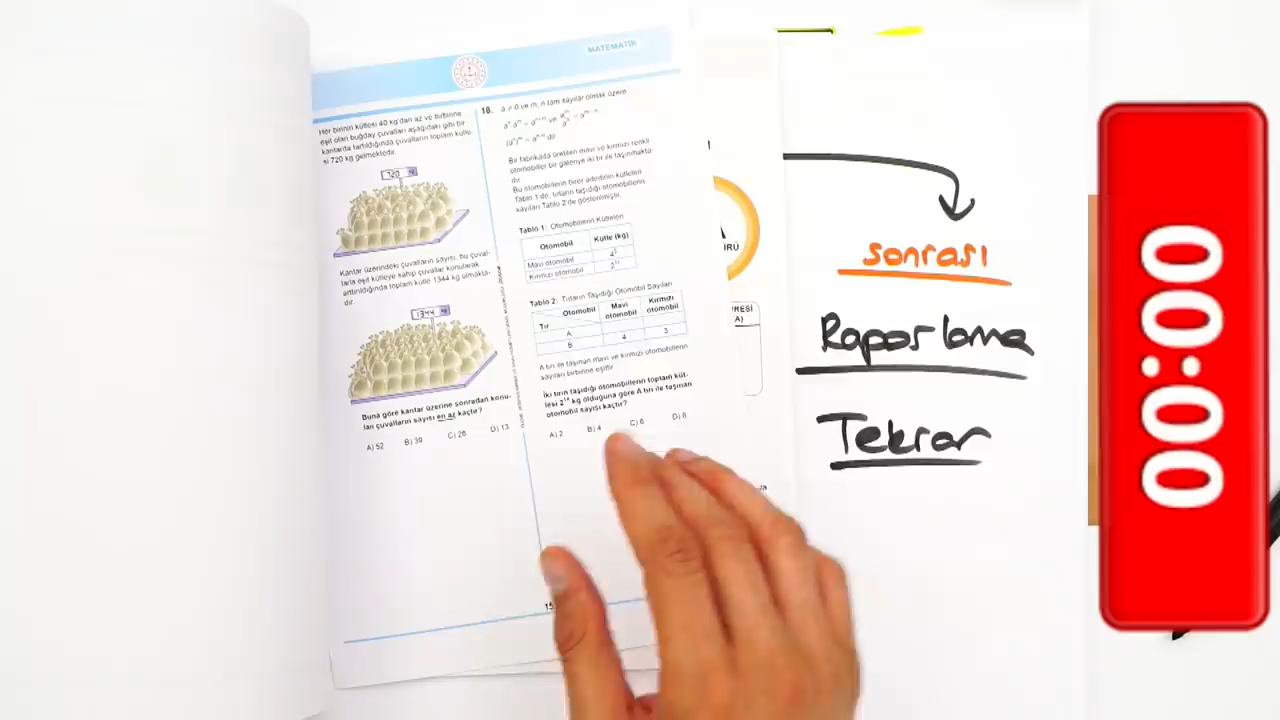 MATEMATİK
Her birinin kütlesi 40 kg'dan az ve birbirine
eşit olan buğday çuvalları aşağıdaki gibi bir
kantarda tartıldığında çuvalların toplam kütle-
si 720 kg gelmektedir.
720
Kantar üzerindeki çuvalların sayısı, bu çuval-
larla eşit kütleye sahip çuvallar konularak
arttırıldığında toplam kütle 1344 kg olmakta-
dır.
1344
Buna göre kantar üzerine sonradan konu-
lan çuvalların sayısı en az kaçtır?
A) 52 B) 39 C) 26 D) 13
18. a ≠ 0 ve m, n tam sayılar olmak üzere
Bir fabrikada üretilen mavi ve kırmızı renkli
otomobiller bir galeriye iki tır ile taşınmakta-
dır.
Bu otomobillerin birer adedinin kütleleri
Tablo 1'de, tırların taşıdığı otomobillerin
sayıları Tablo 2'de gösterilmiştir.
Tablo 1: Otomobillerin Kütleleri
Otomobil Kütle (kg)
Mavi otomobil 4⁵
Kırmızı otomobil 2¹¹
Tablo 2: Tırların Taşıdığı Otomobil Sayıları
Otomobil Mavi otomobil Kırmızı otomobil
Tır
A
B 4 3
A tırı ile taşınan mavi ve kırmızı otomobillerin
sayıları birbirine eşittir.
İki tırın taşıdığı otomobillerin toplam küt-
lesi 2¹⁴ kg olduğuna göre A tırı ile taşınan
otomobil sayısı kaçtır?
A) 2 B) 4 C) 6 D) 8
15
RÜ
A)
sonrası
Raporlama
Tekrar
00:00